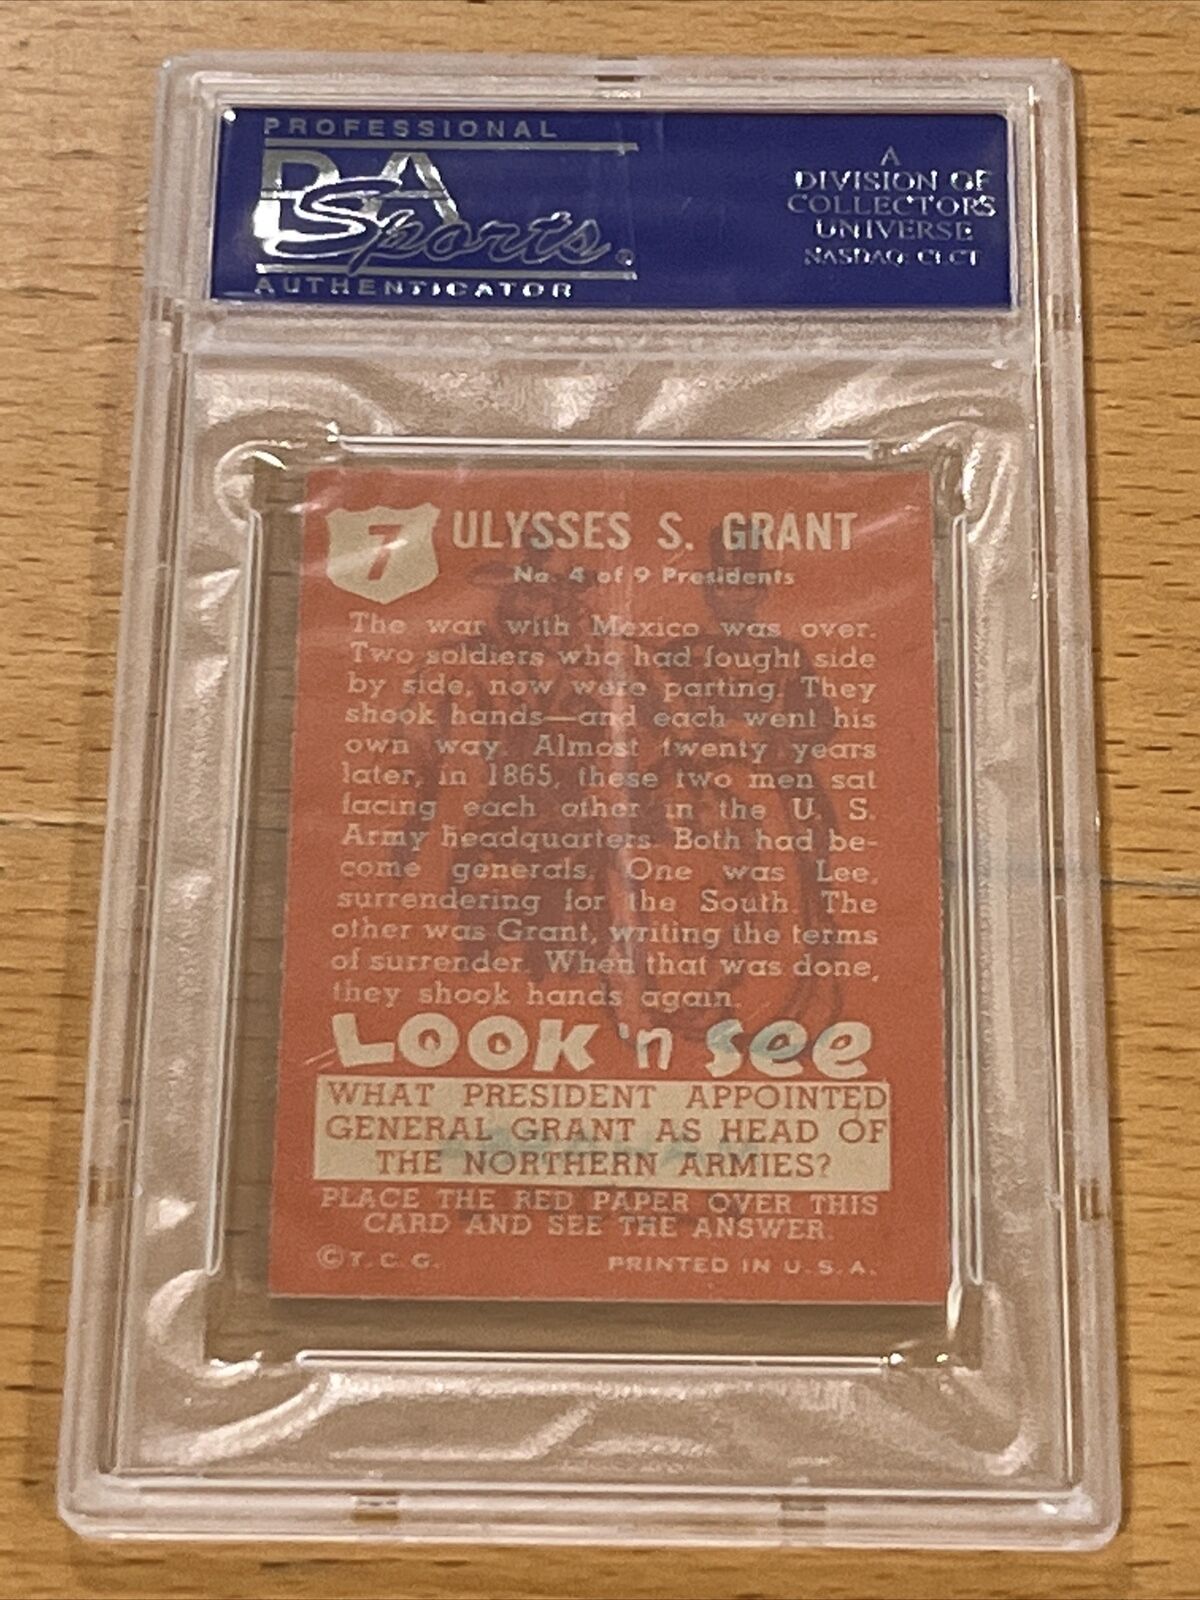 PROFESSIONAL
PSA
Sports
AUTHENTICATOR
A
DIVISION OF
COLLECTORS
UNIVERSE
NASDAQ: CLCT
7
ULYSSES S. GRANT
No. 4 of 9 Presidents
The war with Mexico was over.
Two soldiers who had fought side
by side, now were parting. They
shook hands—and each went his
own way. Almost twenty years
later, in 1865, these two men sat
facing each other in the U. S.
Army headquarters. Both had be-
come generals. One was Lee,
surrendering for the South. The
other was Grant, writing the terms
of surrender. When that was done,
they shook hands again.
LOOK 'n See
WHAT PRESIDENT APPOINTED
GENERAL GRANT AS HEAD OF
THE NORTHERN ARMIES?
PLACE THE RED PAPER OVER THIS
CARD AND SEE THE ANSWER.
© T. C. G.
PRINTED IN U. S. A.